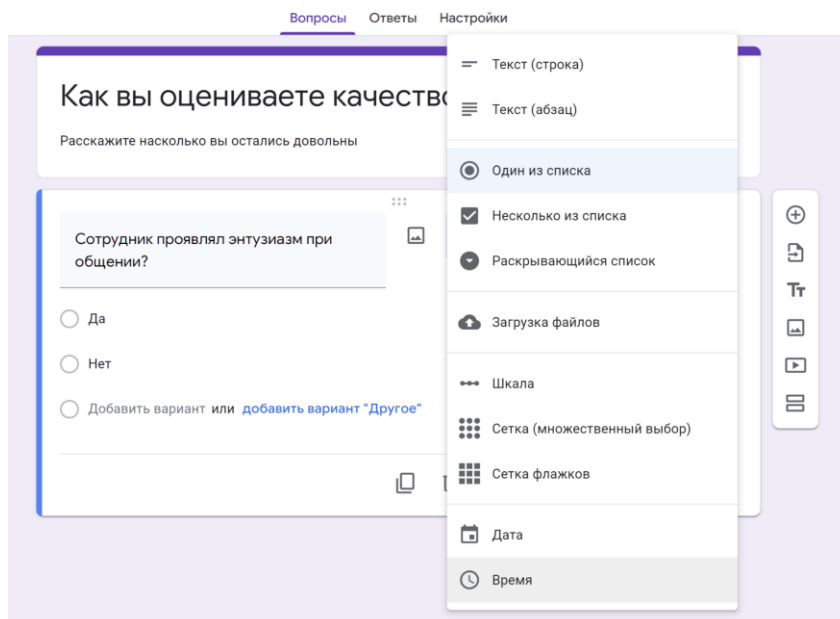 Вопросы Ответы Настройки
Как вы оцениваете качество
Расскажите насколько вы остались довольны
Сотрудник проявлял энтузиазм при
общении?
Да
Нет
Добавить вариант или добавить вариант "Другое"
Текст (строка)
Текст (абзац)
Один из списка
Несколько из списка
Раскрывающийся список
Загрузка файлов
Шкала
Сетка (множественный выбор)
Сетка флажков
Дата
Время
Тт